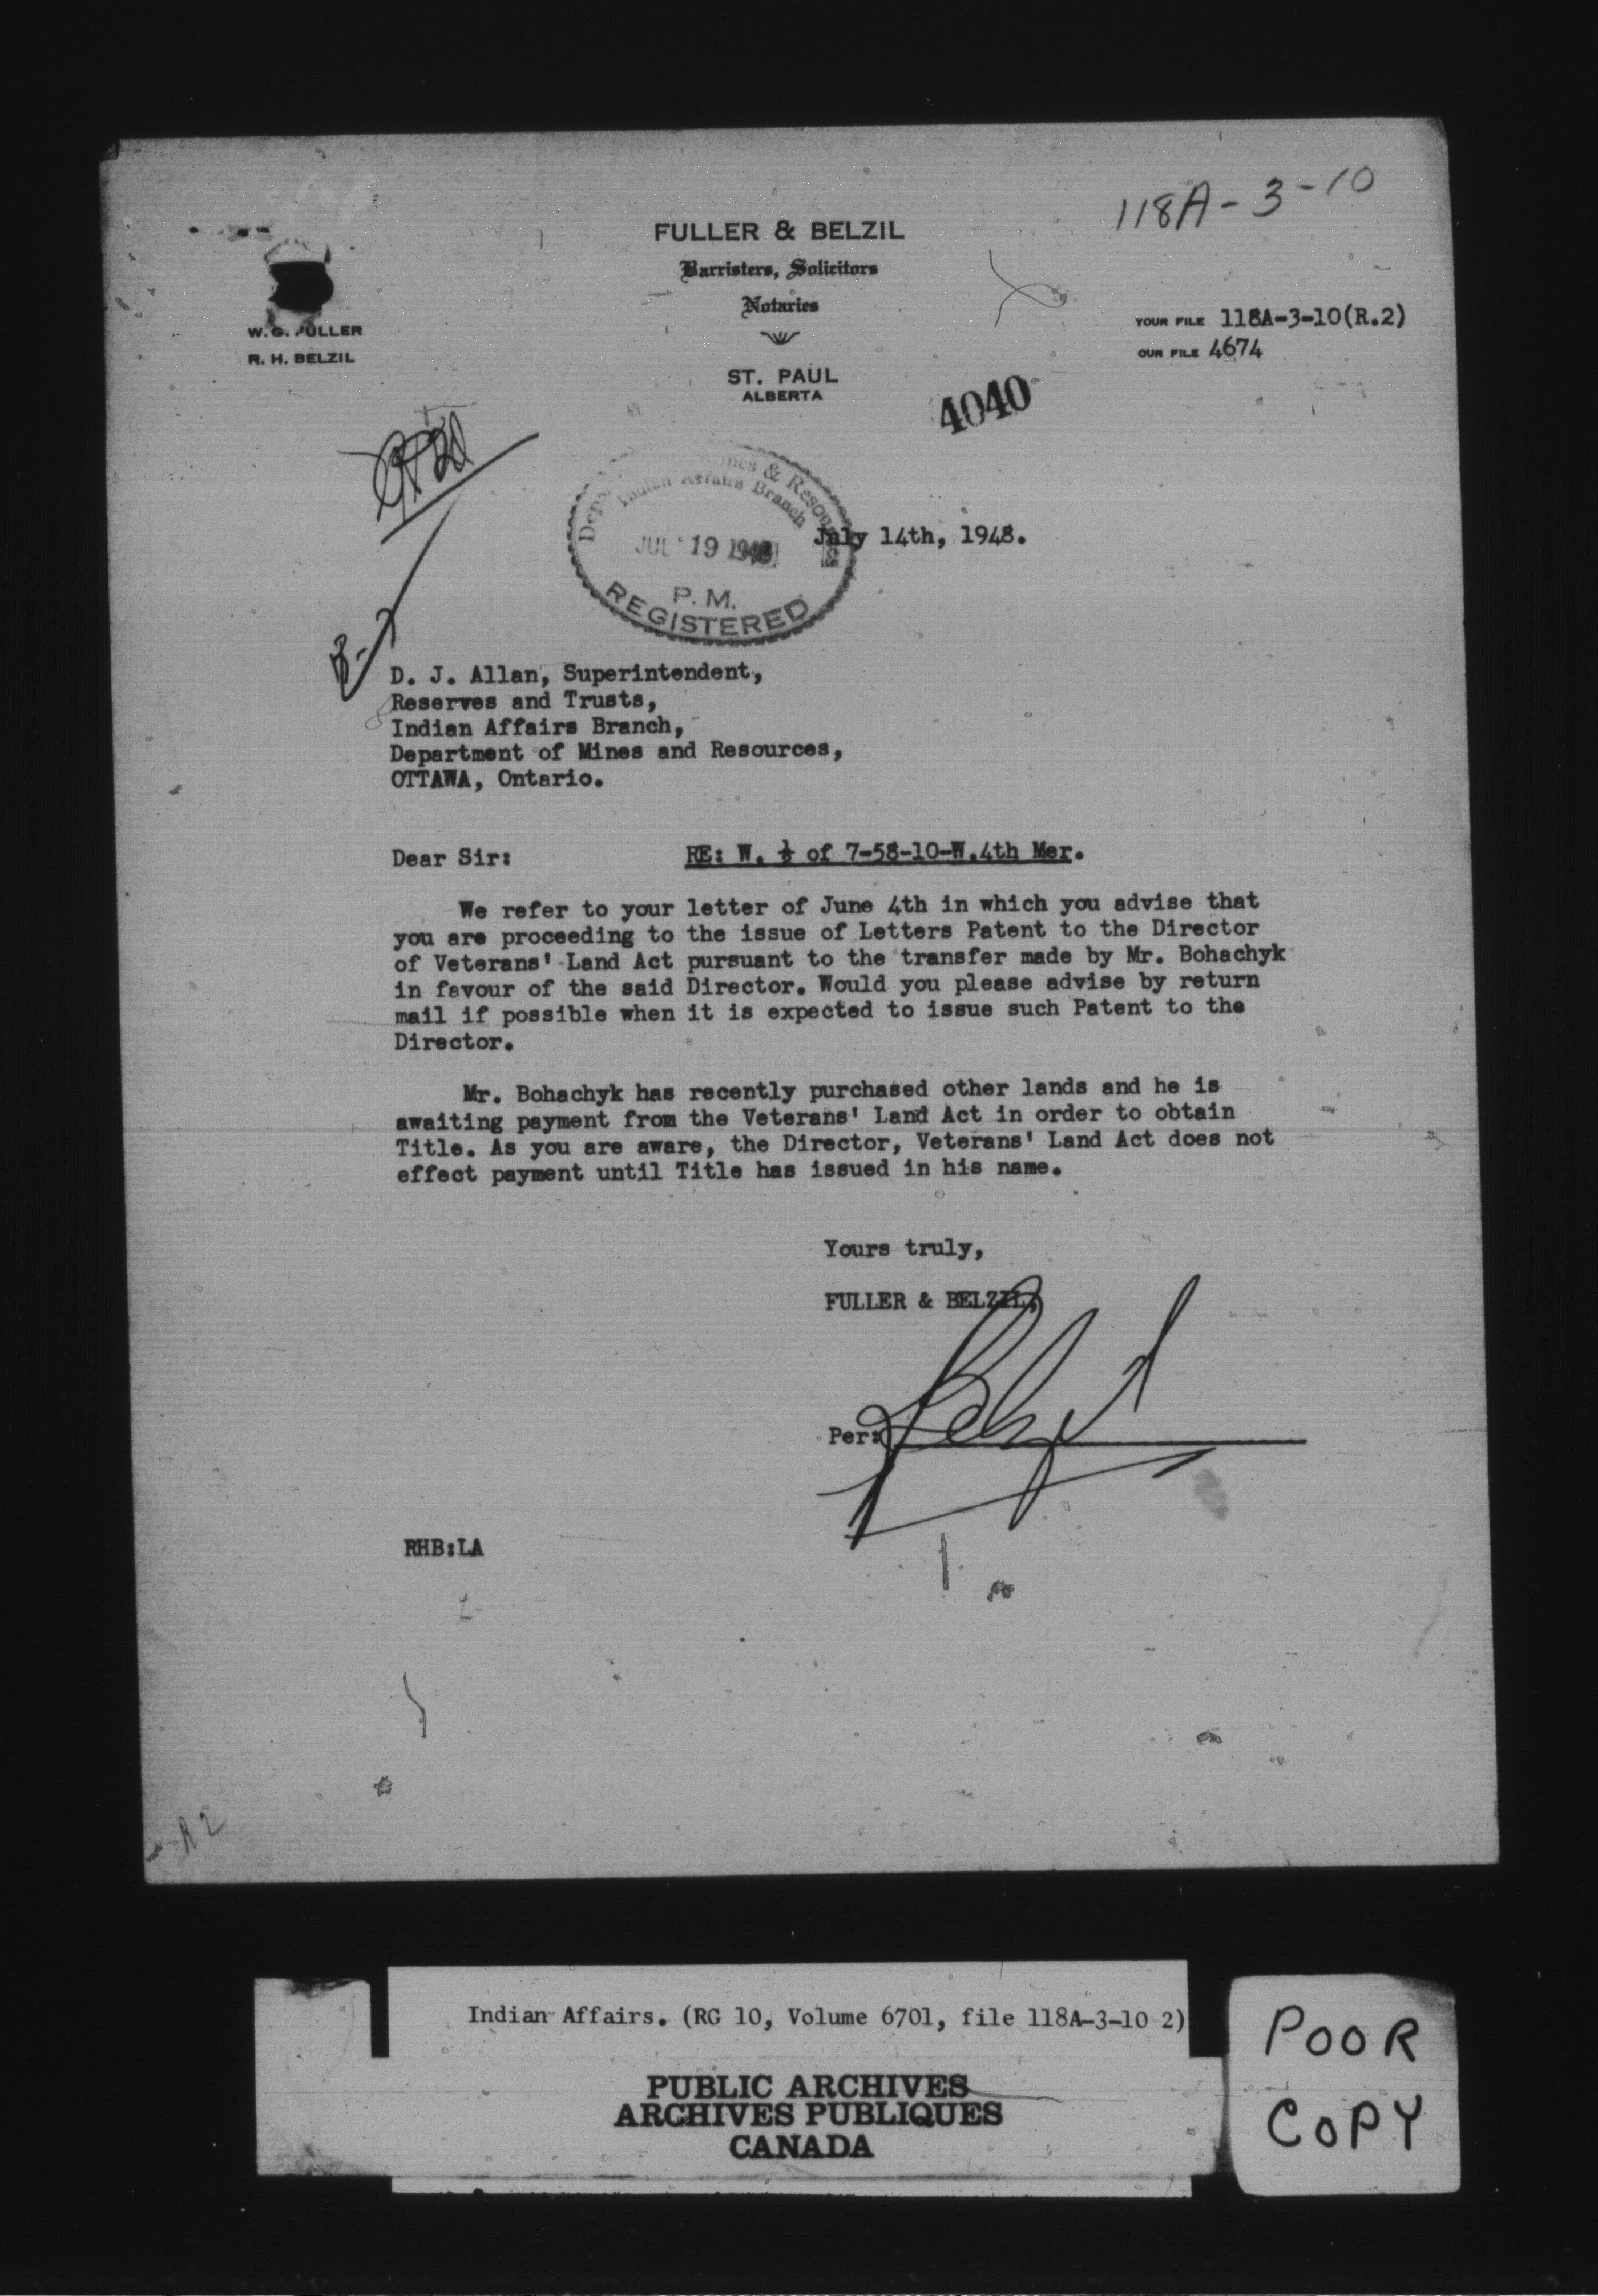 118A-3-10
FULLER & BELZIL
Barristers, Solicitors
Notaries
W. G. FULLER
R. H. BELZIL
YOUR FILE 118A-3-10(R.2)
OUR FILE 4674
ST. PAUL
ALBERTA
4040
Mines & Resources
Indian Affairs Branch
JUL 19 1948
P.M.
REGISTERED
July 14th, 1948.
D. J. Allan, Superintendent,
Reserves and Trusts,
Indian Affairs Branch,
Department of Mines and Resources,
OTTAWA, Ontario.
Dear Sir: RE: W. ½ of 7-58-10-W.4th Mer.
We refer to your letter of June 4th in which you advise that
you are proceeding to the issue of Letters Patent to the Director
of Veterans' Land Act pursuant to the transfer made by Mr. Bohachyk
in favour of the said Director. Would you please advise by return
mail if possible when it is expected to issue such Patent to the
Director.
Mr. Bohachyk has recently purchased other lands and he is
awaiting payment from the Veterans' Land Act in order to obtain
Title. As you are aware, the Director, Veterans' Land Act does not
effect payment until Title has issued in his name.
Yours truly,
FULLER & BELZIL,
Per: Belzil
RHB:LA
R2
Indian Affairs. (RG 10, Volume 6701, file 118A-3-10 2)
PUBLIC ARCHIVES
ARCHIVES PUBLIQUES
CANADA
POOR
COPY